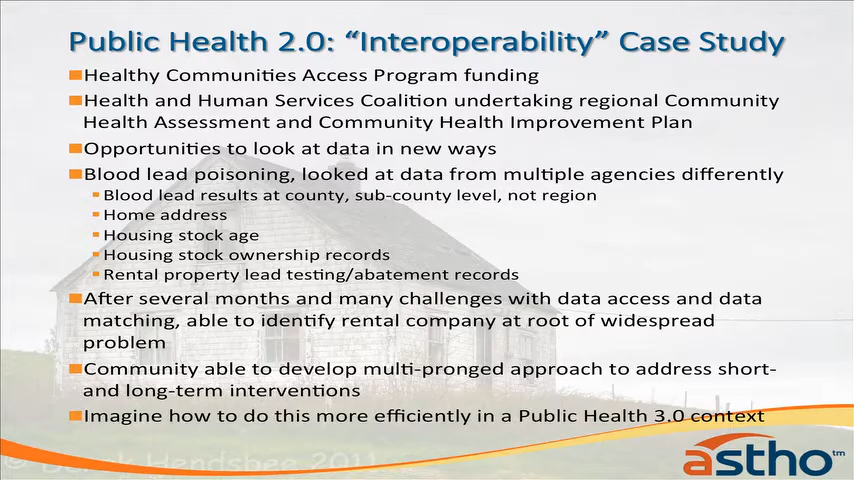 Public Health 2.0: “Interoperability” Case Study
Healthy Communities Access Program funding
Health and Human Services Coalition undertaking regional Community
Health Assessment and Community Health Improvement Plan
Opportunities to look at data in new ways
Blood lead poisoning, looked at data from multiple agencies differently
Blood lead results at county, sub-county level, not region
Home address
Housing stock age
Housing stock ownership records
Rental property lead testing/abatement records
After several months and many challenges with data access and data
matching, able to identify rental company at root of widespread
problem
Community able to develop multi-pronged approach to address short-
and long-term interventions
Imagine how to do this more efficiently in a Public Health 3.0 context
© Derek Hendsbee 2011
astho™